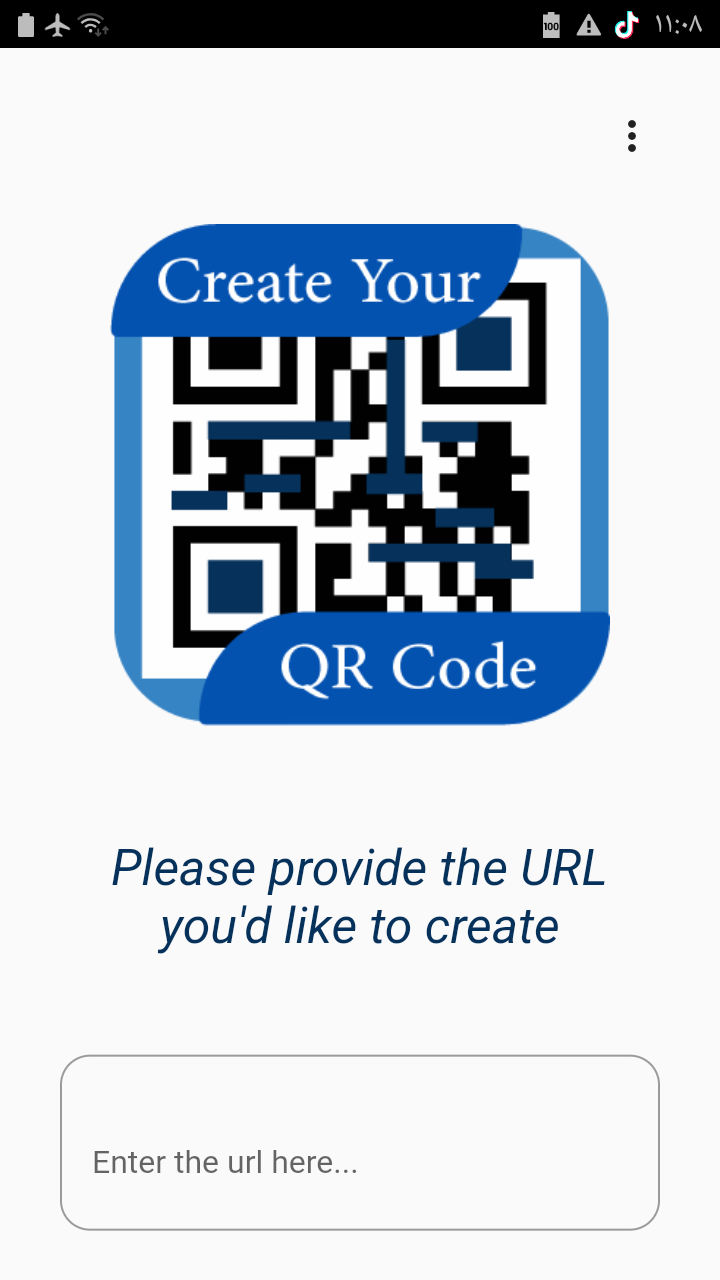 100
١١:٠٨
Create Your
QR Code
Please provide the URL
you'd like to create
Enter the url here...